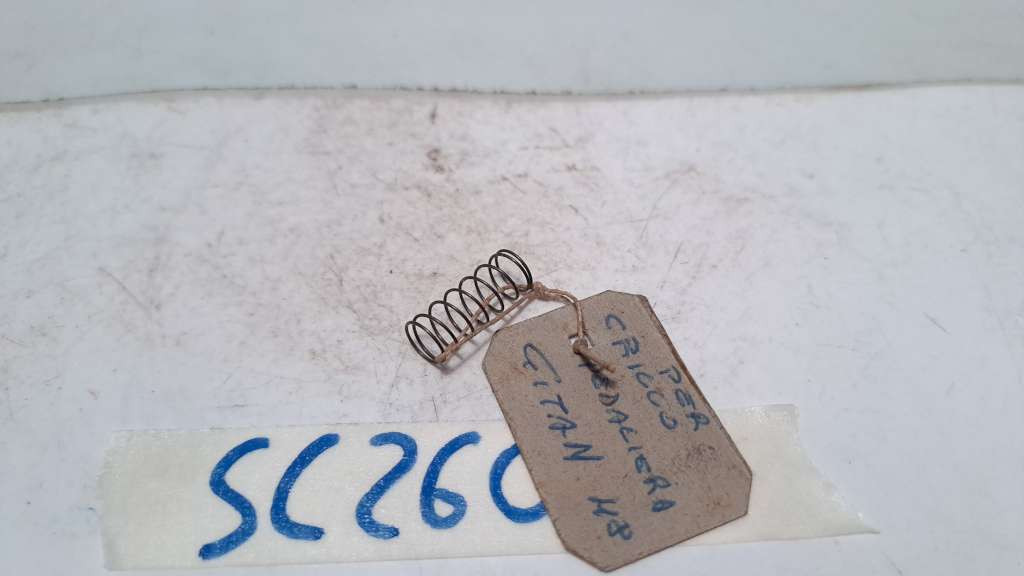 PER
CRICCO
PEDALIERA
GITAN 48
SC260